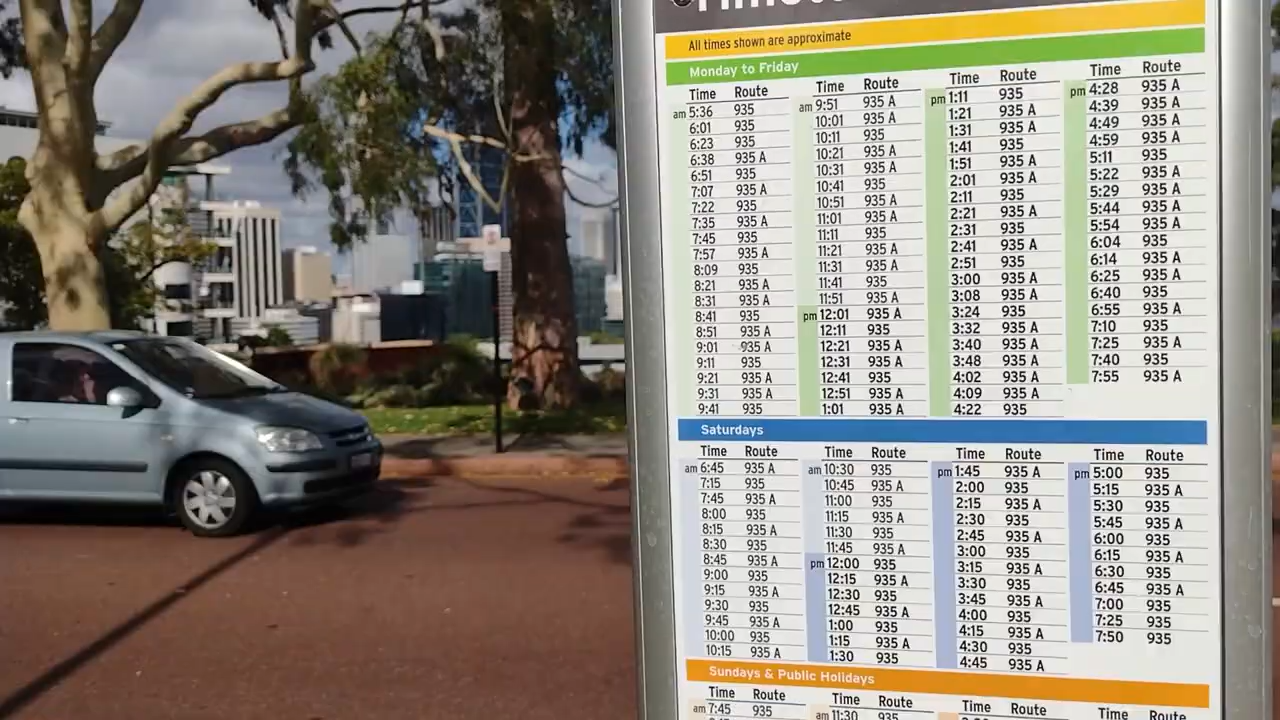 All times shown are approximate
Monday to Friday
Time Route
am 5:36 935
6:01 935
6:23 935
6:38 935 A
6:51 935
7:07 935 A
7:22 935
7:35 935 A
7:45 935
7:57 935 A
8:09 935
8:21 935 A
8:31 935 A
8:41 935
8:51 935 A
9:01 935 A
9:11 935
9:21 935 A
9:31 935 A
9:41 935
Time Route
am 9:51 935 A
10:01 935 A
10:11 935
10:21 935 A
10:31 935 A
10:41 935
10:51 935 A
11:01 935 A
11:11 935
11:21 935 A
11:31 935 A
11:41 935
11:51 935 A
pm 12:01 935 A
12:11 935
12:21 935 A
12:31 935 A
12:41 935
12:51 935 A
1:01 935 A
Time Route
pm 1:11 935
1:21 935 A
1:31 935 A
1:41 935
1:51 935 A
2:01 935 A
2:11 935
2:21 935 A
2:31 935 A
2:41 935 A
2:51 935
3:00 935 A
3:08 935 A
3:24 935
3:32 935 A
3:40 935 A
3:48 935 A
4:02 935 A
4:09 935 A
4:22 935
Time Route
pm 4:28 935 A
4:39 935 A
4:49 935 A
4:59 935 A
5:11 935
5:22 935 A
5:29 935 A
5:44 935 A
5:54 935 A
6:04 935
6:14 935 A
6:25 935 A
6:40 935
6:55 935 A
7:10 935
7:25 935 A
7:40 935
7:55 935 A
Saturdays
Time Route
am 6:45 935 A
7:15 935
7:45 935 A
8:00 935
8:15 935 A
8:30 935
8:45 935 A
9:00 935
9:15 935 A
9:30 935
9:45 935 A
10:00 935
10:15 935 A
Time Route
am 10:30 935
10:45 935 A
11:00 935
11:15 935 A
11:30 935
11:45 935 A
pm 12:00 935
12:15 935 A
12:30 935
12:45 935 A
1:00 935
1:15 935 A
1:30 935
Time Route
pm 1:45 935 A
2:00 935
2:15 935 A
2:30 935
2:45 935 A
3:00 935
3:15 935 A
3:30 935
3:45 935 A
4:00 935
4:15 935 A
4:30 935
4:45 935 A
Time Route
pm 5:00 935
5:15 935 A
5:30 935
5:45 935 A
6:00 935
6:15 935 A
6:30 935
6:45 935 A
7:00 935
7:25 935
7:50 935
Sundays & Public Holidays
Time Route
am 7:45 935
Time Route
am 11:30 935
Time Route
Time Route